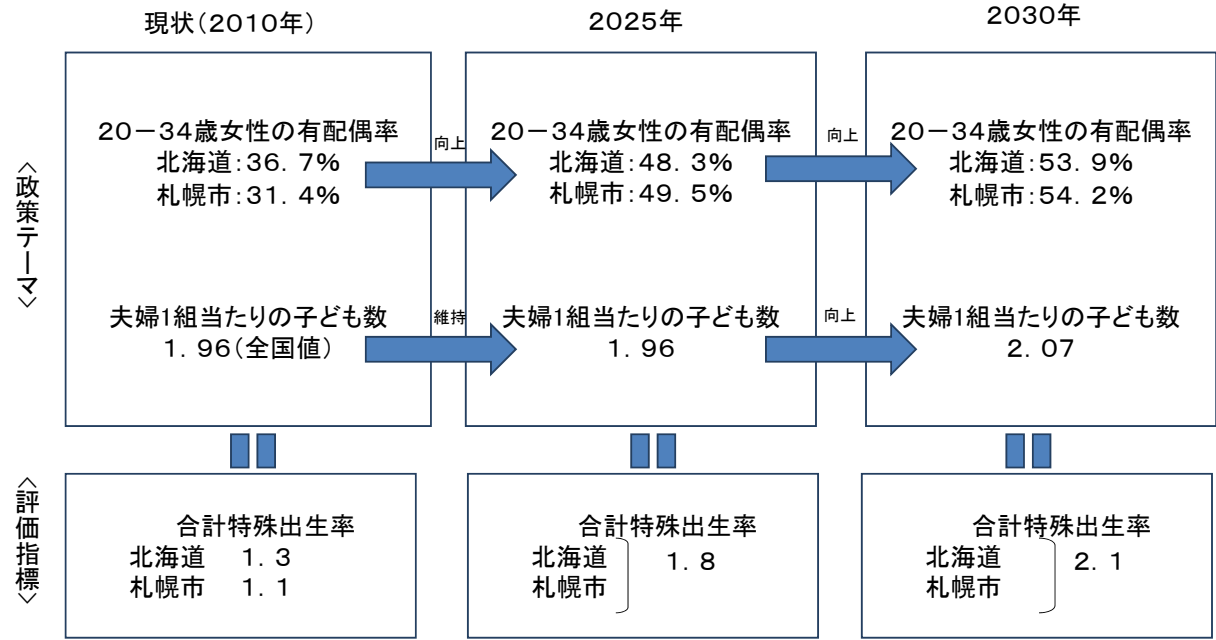 現状（2010年）
2025年
2030年
〈政策テーマ〉
20－34歳女性の有配偶率
北海道：36．7％
札幌市：31．4％
向上
20－34歳女性の有配偶率
北海道：48．3％
札幌市：49．5％
向上
20－34歳女性の有配偶率
北海道：53．9％
札幌市：54．2％
夫婦1組当たりの子ども数
1．96（全国値）
維持
夫婦1組当たりの子ども数
1．96
向上
夫婦1組当たりの子ども数
2．07
〈評価指標〉
合計特殊出生率
北海道 1．3
札幌市 1．1
合計特殊出生率
北海道
札幌市
1．8
合計特殊出生率
北海道
札幌市
2．1